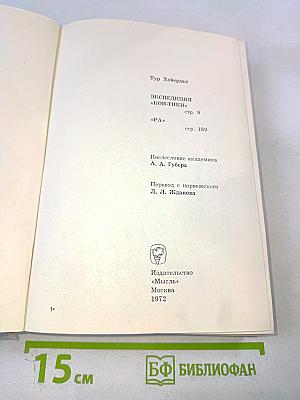 Тур Хейердал
ЭКСПЕДИЦИЯ
«КОН-ТИКИ»
стр. 9
«РА»
стр. 189
Послесловие академика
А. А. Губера
Перевод с норвежского
Л. Л. Жданова
Издательство
«Мысль»
Москва
1972
1*
15 см
БФ БИБЛИОФАН